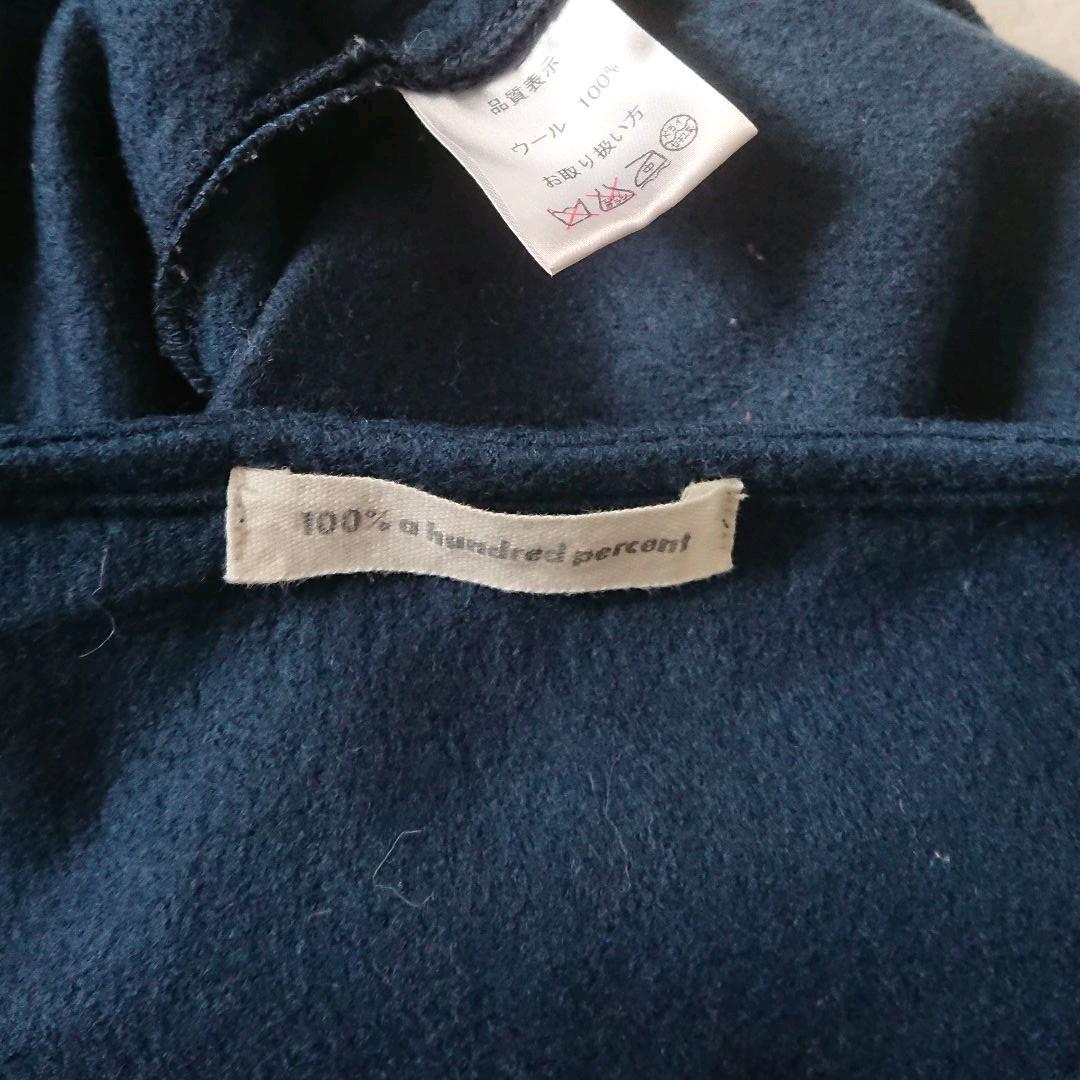 品質表示
ウール 100%
お取り扱い方
100% a hundred percent